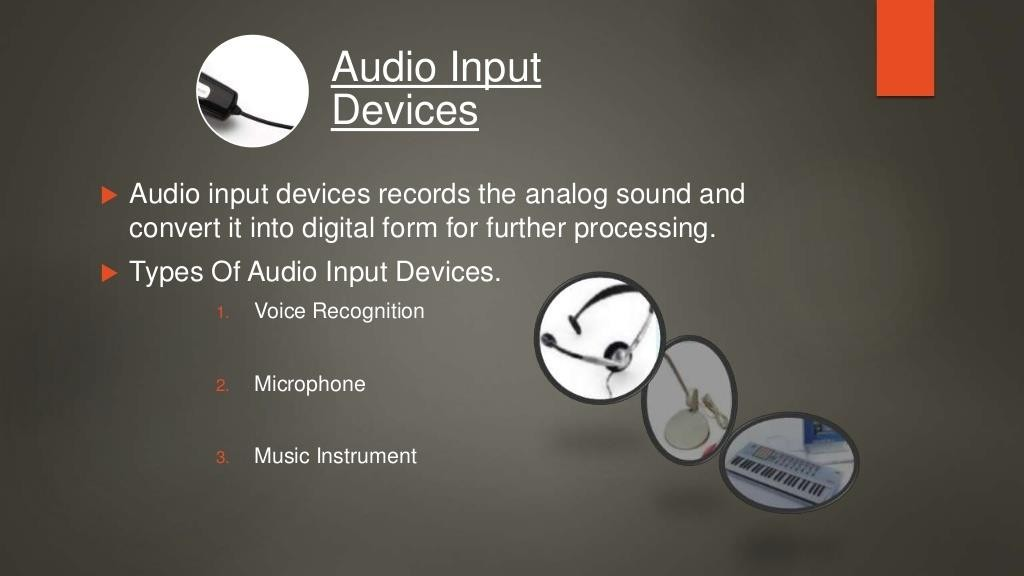 Audio Input
Devices
Audio input devices records the analog sound and
convert it into digital form for further processing.
Types Of Audio Input Devices.
1. Voice Recognition
2. Microphone
3. Music Instrument